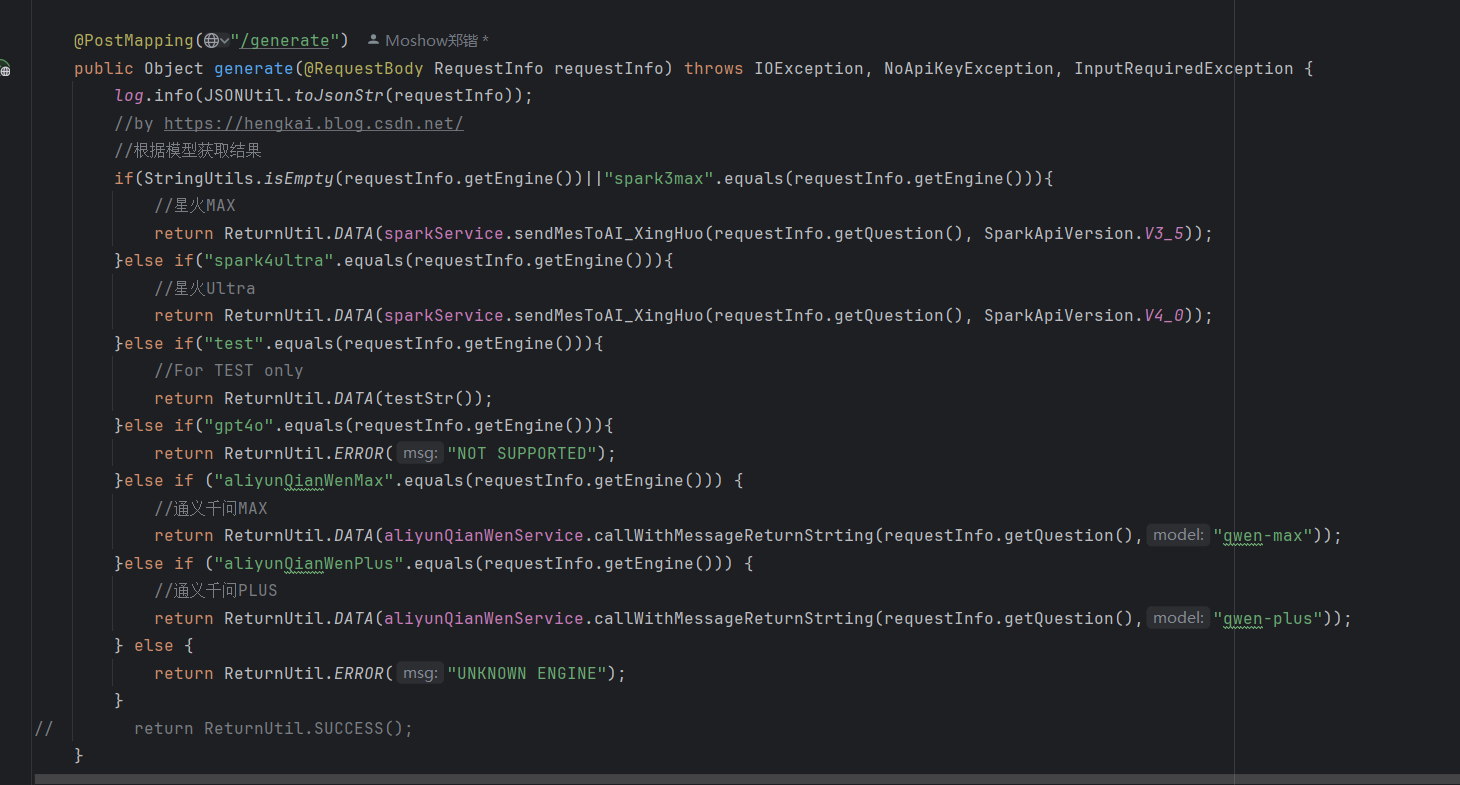 @PostMapping("/generate") Moshow郑锴 *
public Object generate(@RequestBody RequestInfo requestInfo) throws IOException, NoApiKeyException, InputRequiredException {
log.info(JSONUtil.toJsonStr(requestInfo));
//by https://hengkai.blog.csdn.net/
//根据模型获取结果
if(StringUtils.isEmpty(requestInfo.getEngine())||"spark3max".equals(requestInfo.getEngine())){
//星火MAX
return ReturnUtil.DATA(sparkService.sendMesToAI_XingHuo(requestInfo.getQuestion(), SparkApiVersion.V3_5));
}else if("spark4ultra".equals(requestInfo.getEngine())){
//星火Ultra
return ReturnUtil.DATA(sparkService.sendMesToAI_XingHuo(requestInfo.getQuestion(), SparkApiVersion.V4_0));
}else if("test".equals(requestInfo.getEngine())){
//For TEST only
return ReturnUtil.DATA(testStr());
}else if("gpt4o".equals(requestInfo.getEngine())){
return ReturnUtil.ERROR( msg: "NOT SUPPORTED");
}else if ("aliyunQianWenMax".equals(requestInfo.getEngine())) {
//通义千问MAX
return ReturnUtil.DATA(aliyunQianWenService.callWithMessageReturnStrting(requestInfo.getQuestion(), model: "qwen-max"));
}else if ("aliyunQianWenPlus".equals(requestInfo.getEngine())) {
//通义千问PLUS
return ReturnUtil.DATA(aliyunQianWenService.callWithMessageReturnStrting(requestInfo.getQuestion(), model: "qwen-plus"));
} else {
return ReturnUtil.ERROR( msg: "UNKNOWN ENGINE");
}
// return ReturnUtil.SUCCESS();
}